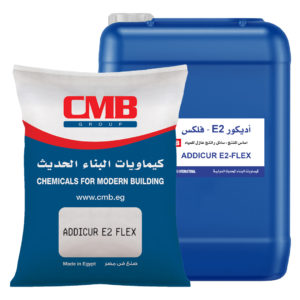 CMB
GROUP
كيماويات البناء الحديث
CHEMICALS FOR MODERN BUILDING
www.cmb.eg
ADDICUR E2 FLEX
Made in Egypt صنع في مصر
أديكور E2 - فلكس
ADDICUR E2-FLEX